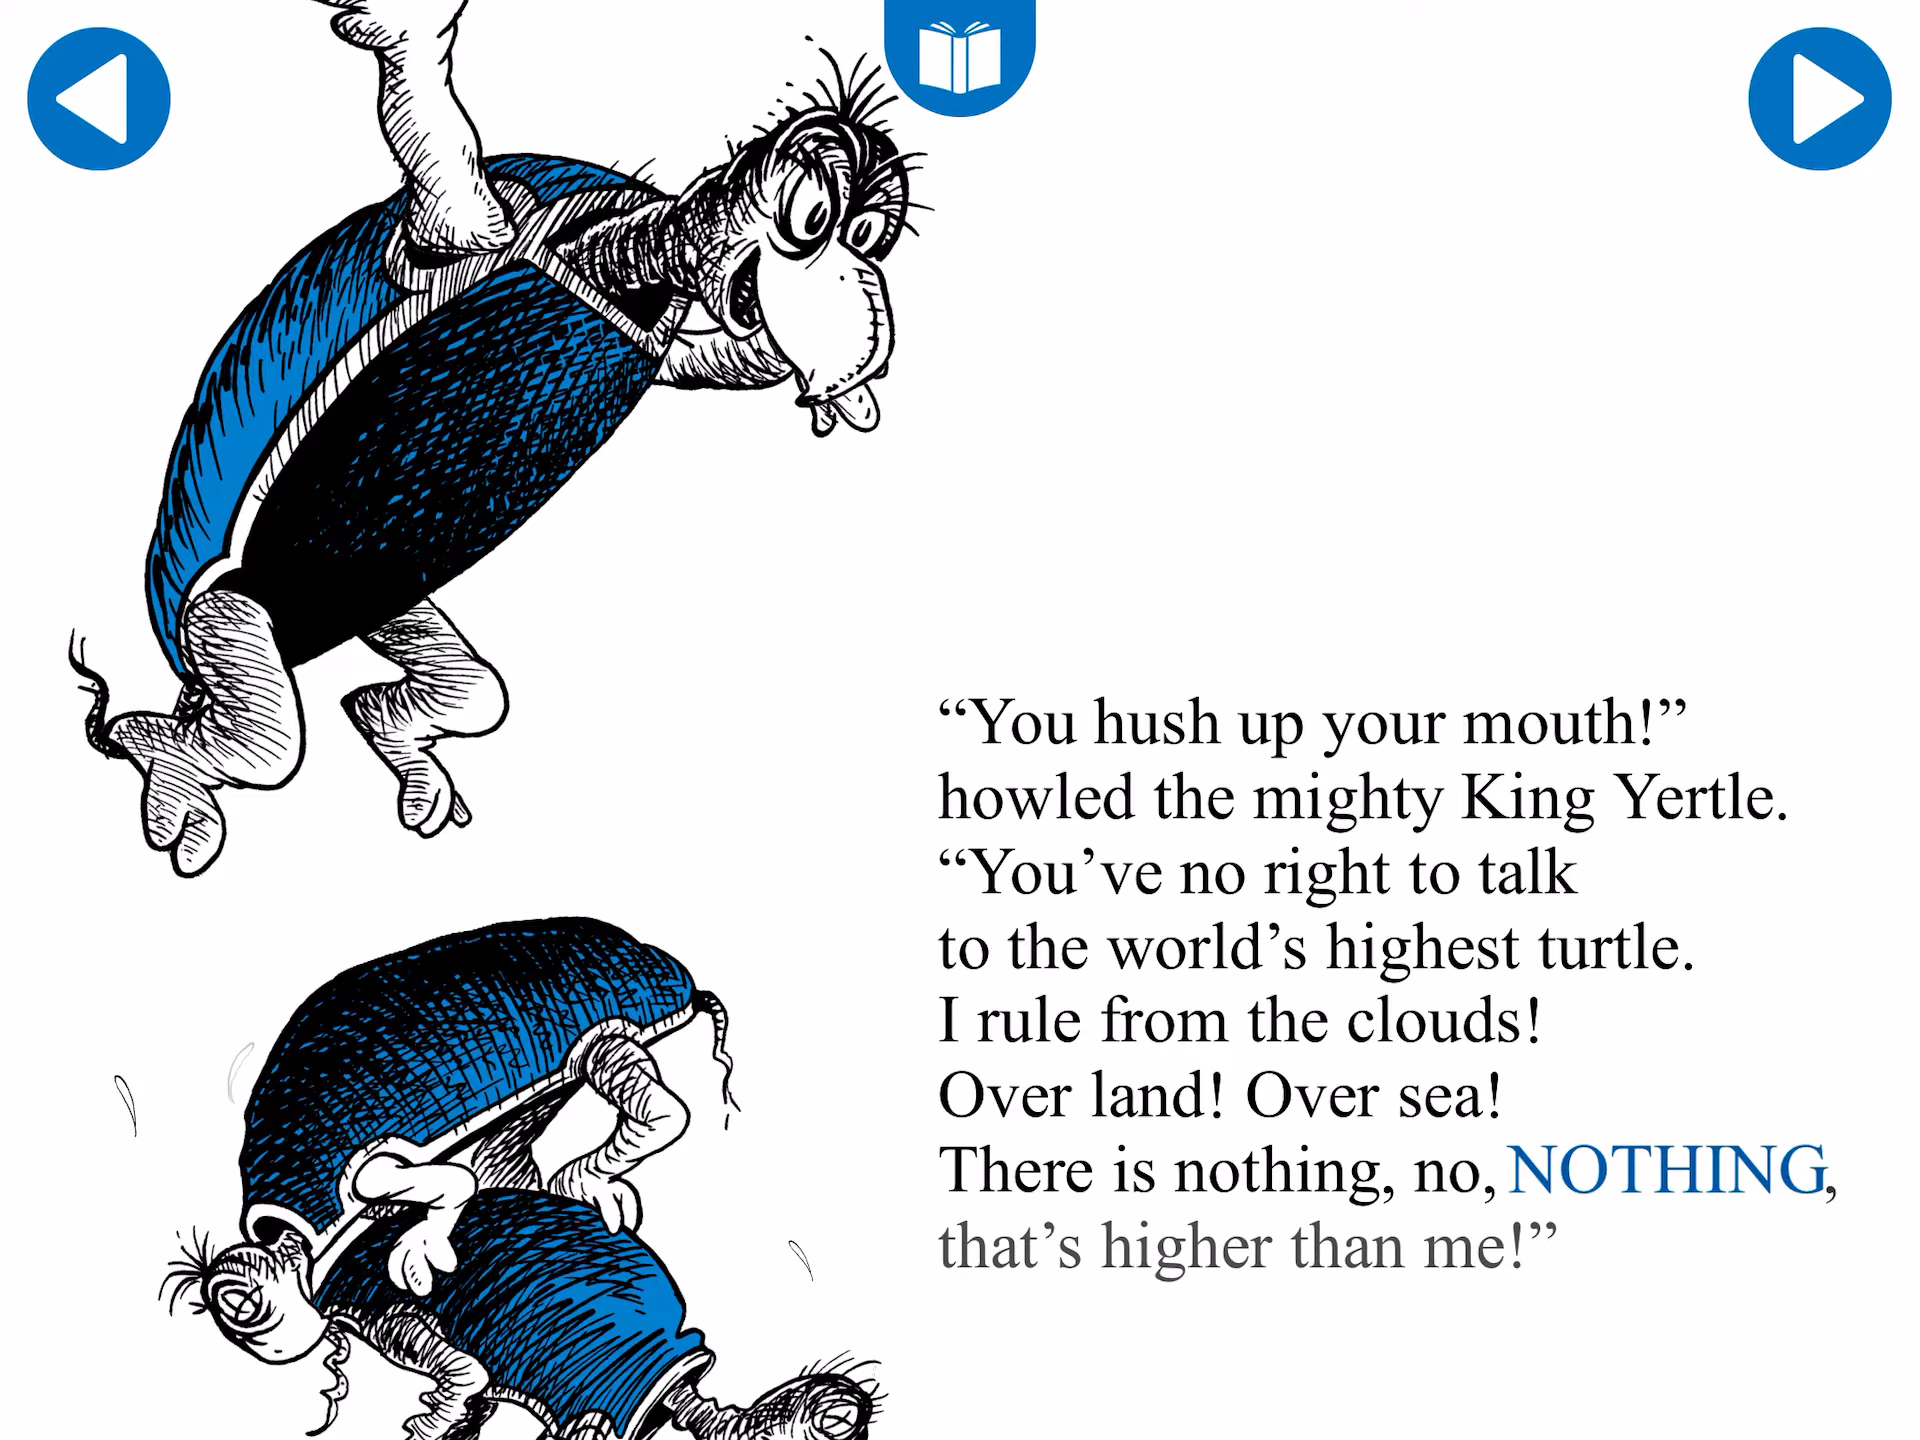 “You hush up your mouth!”
howled the mighty King Yertle.
“You’ve no right to talk
to the world’s highest turtle.
I rule from the clouds!
Over land! Over sea!
There is nothing, no, NOTHING,
that’s higher than me!”